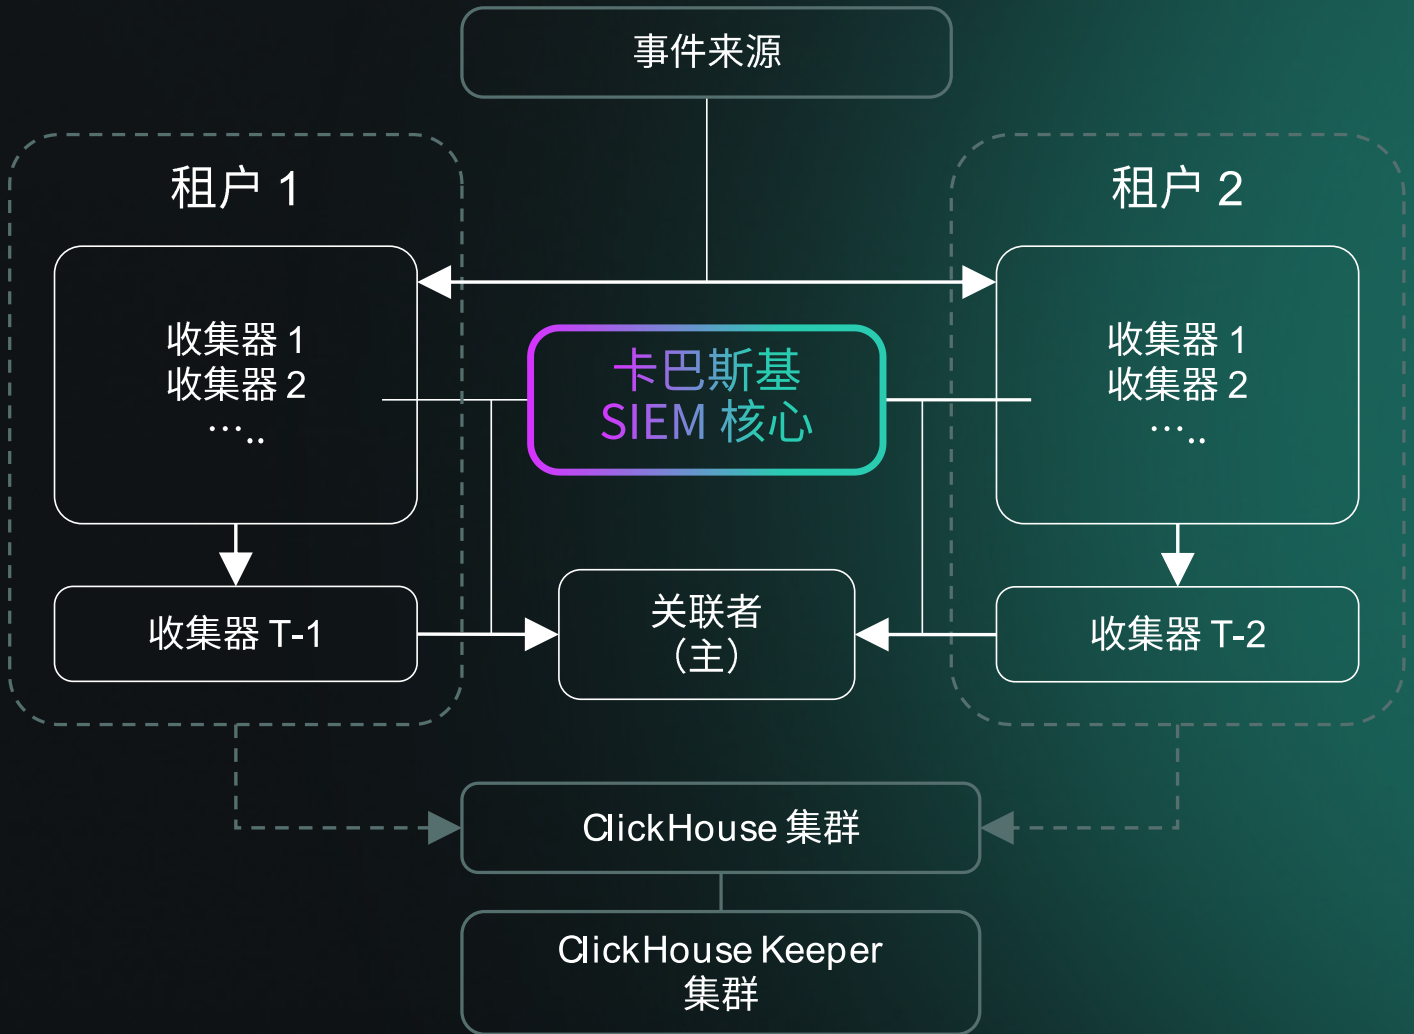 事件来源
租户 1
租户 2
收集器 1
收集器 2
…..
卡巴斯基
SIEM 核心
收集器 1
收集器 2
…..
收集器 T-1
关联者
（主）
收集器 T-2
ClickHouse 集群
ClickHouse Keeper
集群